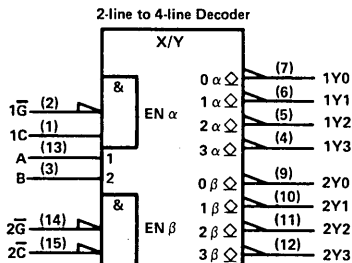 2-line to 4-line Decoder
X/Y
& 0 α ◇ (7) 1Y0
1G̅ (2) EN α 1 α ◇ (6) 1Y1
1C (1) 2 α ◇ (5) 1Y2
A (13) 1 3 α ◇ (4) 1Y3
B (3) 2 0 β ◇ (9) 2Y0
& 1 β ◇ (10) 2Y1
2G̅ (14) EN β 2 β ◇ (11) 2Y2
2C̅ (15) 3 β ◇ (12) 2Y3